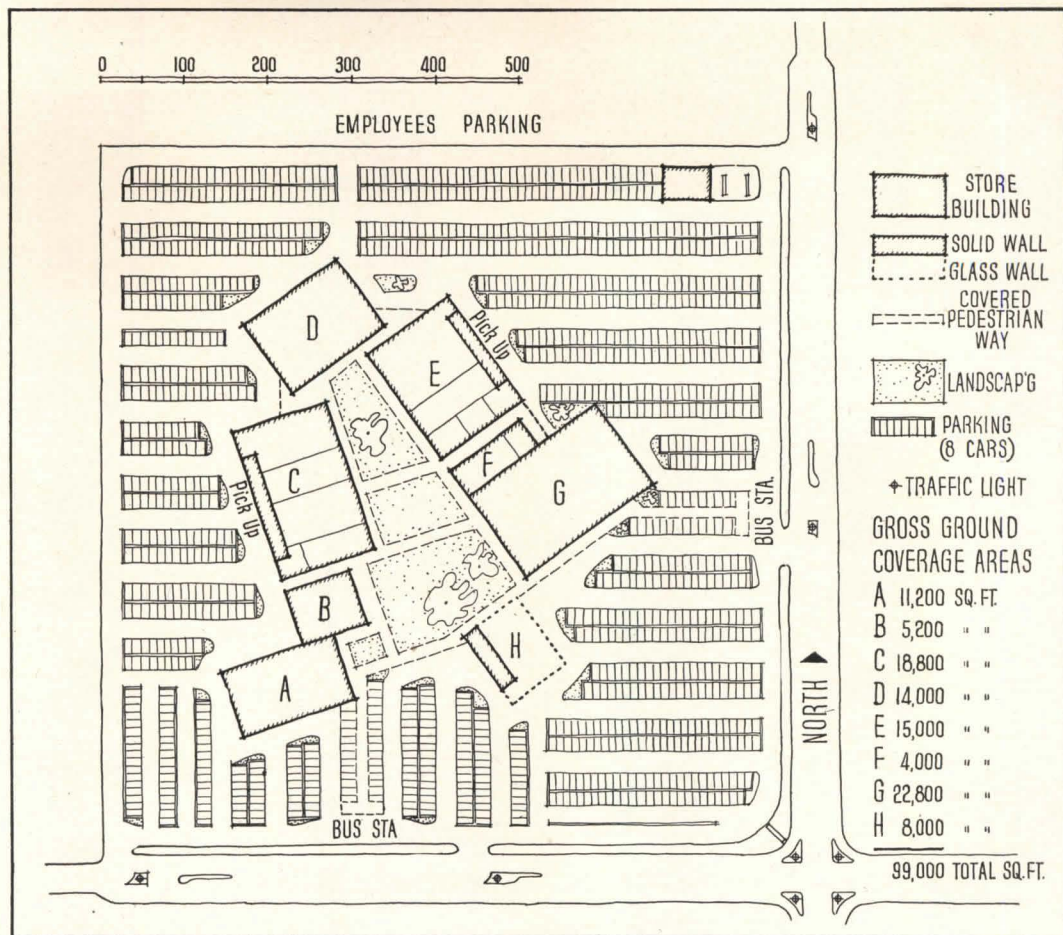 0 100 200 300 400 500
EMPLOYEES PARKING
STORE
BUILDING
SOLID WALL
GLASS WALL
COVERED
PEDESTRIAN
WAY
LANDSCAP'G
PARKING
(8 CARS)
TRAFFIC LIGHT
D
Pick Up
E
C
Pick Up
F
G
BUS STA.
B
H
A
BUS STA
NORTH
GROSS GROUND
COVERAGE AREAS
A 11,200 SQ. FT.
B 5,200 " "
C 18,800 " "
D 14,000 " "
E 15,000 " "
F 4,000 " "
G 22,800 " "
H 8,000 " "
99,000 TOTAL SQ. FT.